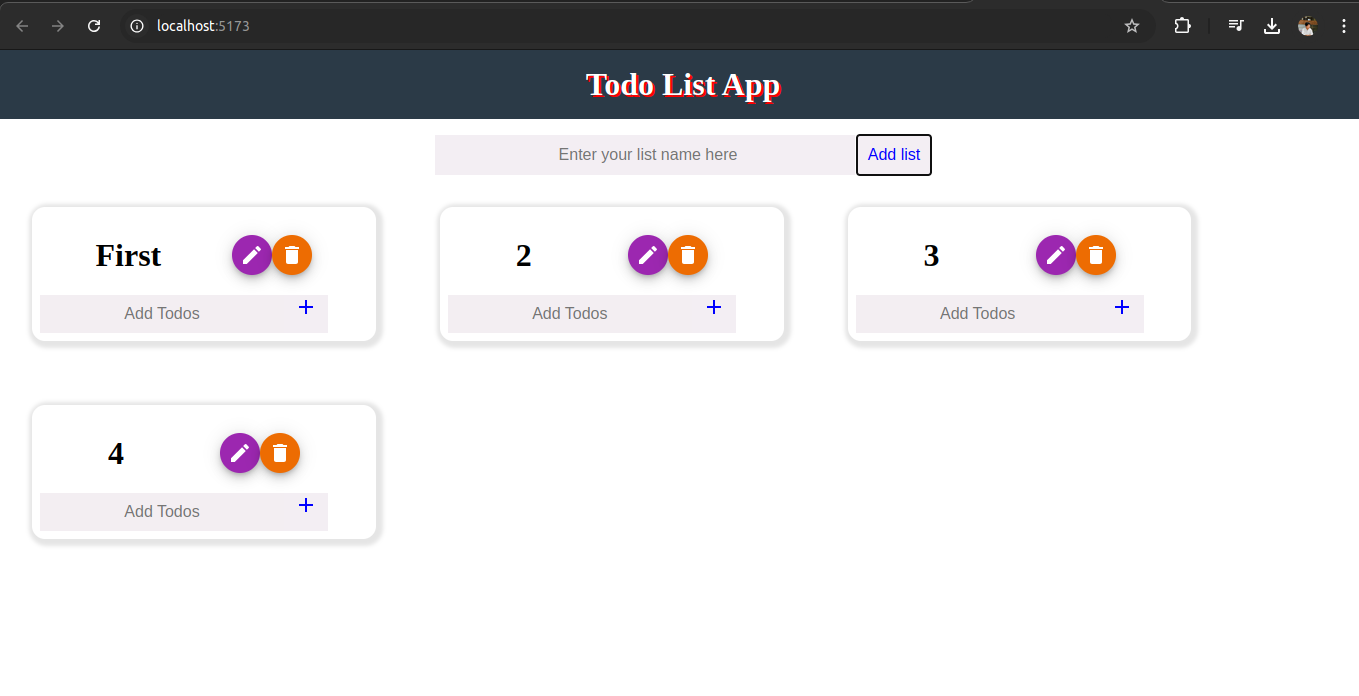 localhost:5173
Todo List App
Enter your list name here
Add list
First
2
3
Add Todos
Add Todos
Add Todos
4
Add Todos